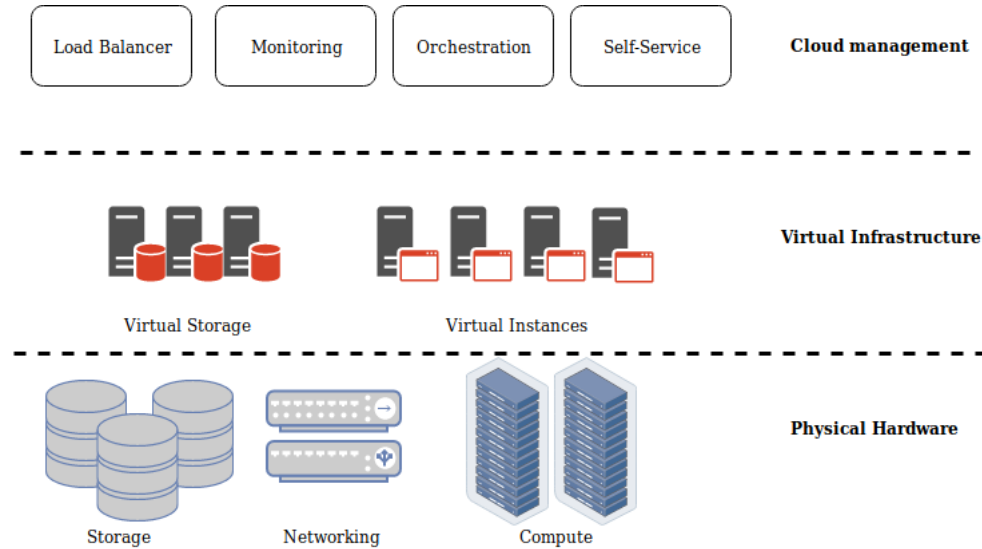 Load Balancer
Monitoring
Orchestration
Self-Service
Cloud management
Virtual Infrastructure
Virtual Storage
Virtual Instances
Physical Hardware
Storage
Networking
Compute